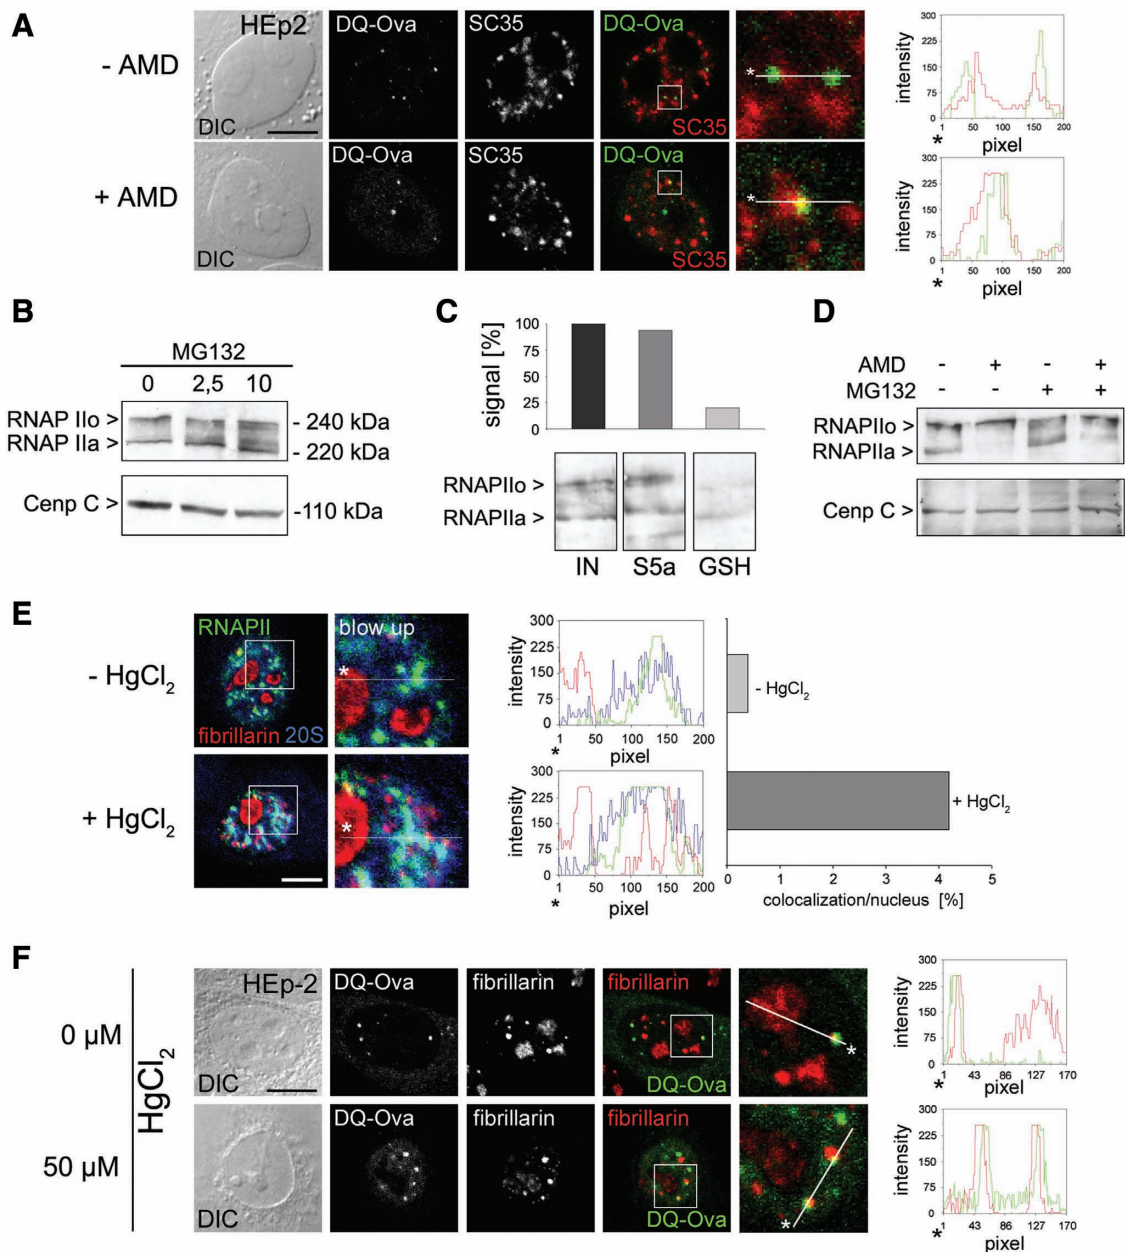 A
HEp2
DQ-Ova
SC35
DQ-Ova
- AMD
*
DIC
SC35
300
225
150
75
0
intensity
1 50 100 150 200
* pixel
DQ-Ova
SC35
DQ-Ova
+ AMD
*
DIC
SC35
300
225
150
75
0
intensity
1 50 100 150 200
* pixel
B
MG132
0 2,5 10
RNAP IIo > - 240 kDa
RNAP IIa > - 220 kDa
Cenp C > -110 kDa
C
signal [%]
100
75
50
25
0
RNAPIIo >
RNAPIIa >
IN S5a GSH
D
AMD - + - +
MG132 - - + +
RNAPIIo >
RNAPIIa >
Cenp C >
E
RNAPII
blow up
- HgCl2
*
fibrillarin 20S
300
225
150
75
0
intensity
1 50 100 150 200
* pixel
+ HgCl2
*
300
225
150
75
0
intensity
1 50 100 150 200
* pixel
- HgCl2
+ HgCl2
0 1 2 3 4 5
colocalization/nucleus [%]
F
HgCl2
HEp-2
DQ-Ova
fibrillarin
fibrillarin
0 µM
*
DIC
DQ-Ova
300
225
150
75
0
intensity
1 43 86 127 170
* pixel
DQ-Ova
fibrillarin
fibrillarin
50 µM
*
DIC
DQ-Ova
300
225
150
75
0
intensity
1 43 86 127 170
* pixel